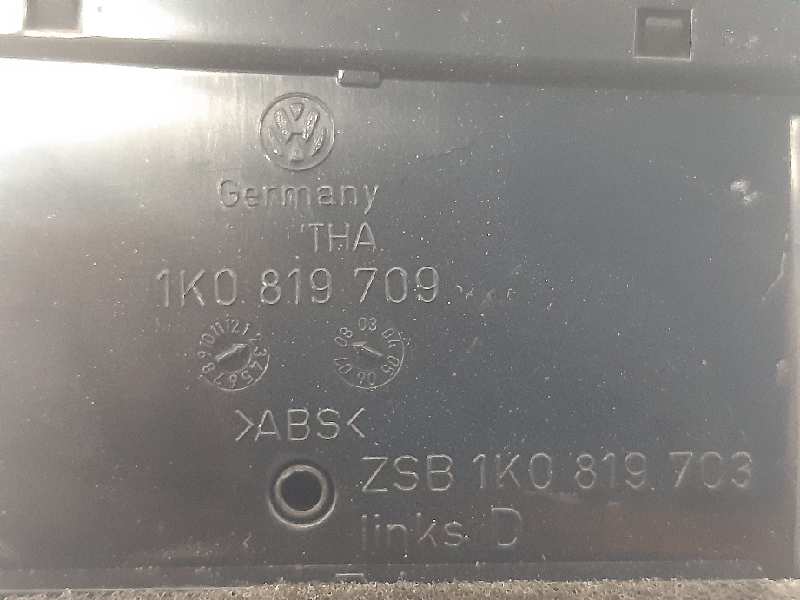 Germany
THA
1K0 819 709
>ABS<
ZSB 1K0 819 703
links D